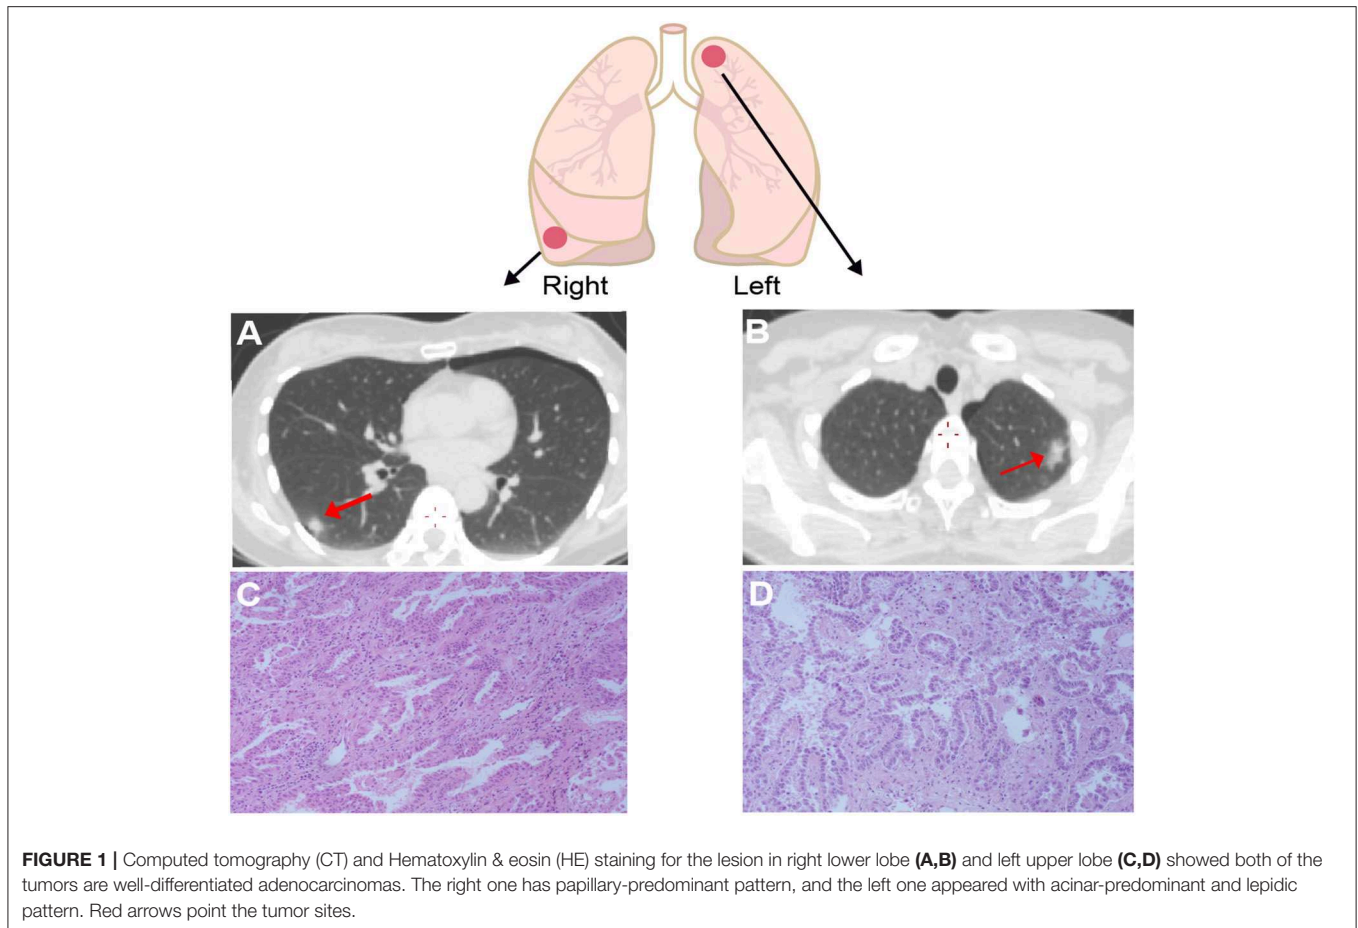 Right
Left
A
B
C
D
FIGURE 1 | Computed tomography (CT) and Hematoxylin & eosin (HE) staining for the lesion in right lower lobe (A,B) and left upper lobe (C,D) showed both of the
tumors are well-differentiated adenocarcinomas. The right one has papillary-predominant pattern, and the left one appeared with acinar-predominant and lepidic
pattern. Red arrows point the tumor sites.